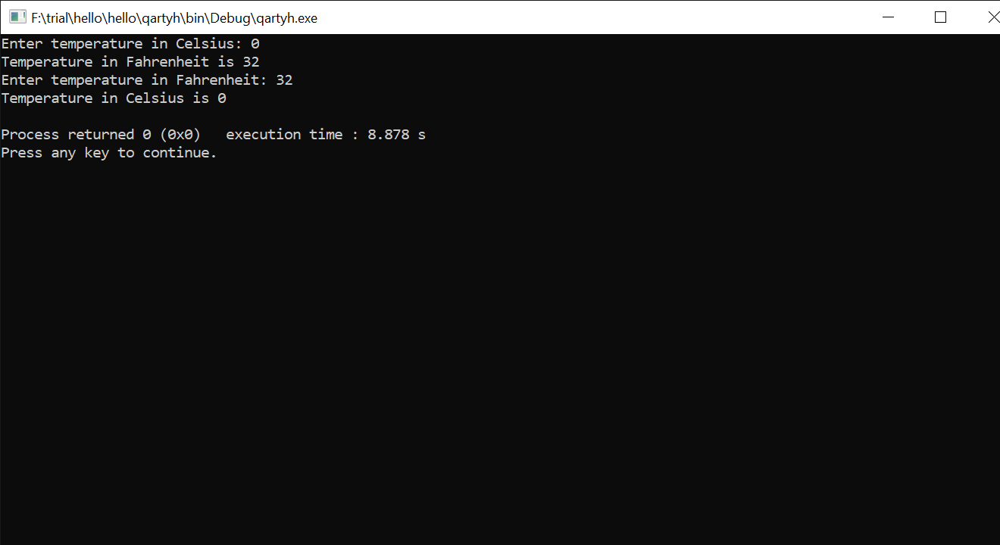 F:\trial\hello\hello\qartyh\bin\Debug\qartyh.exe
Enter temperature in Celsius: 0
Temperature in Fahrenheit is 32
Enter temperature in Fahrenheit: 32
Temperature in Celsius is 0
Process returned 0 (0x0)   execution time : 8.878 s
Press any key to continue.